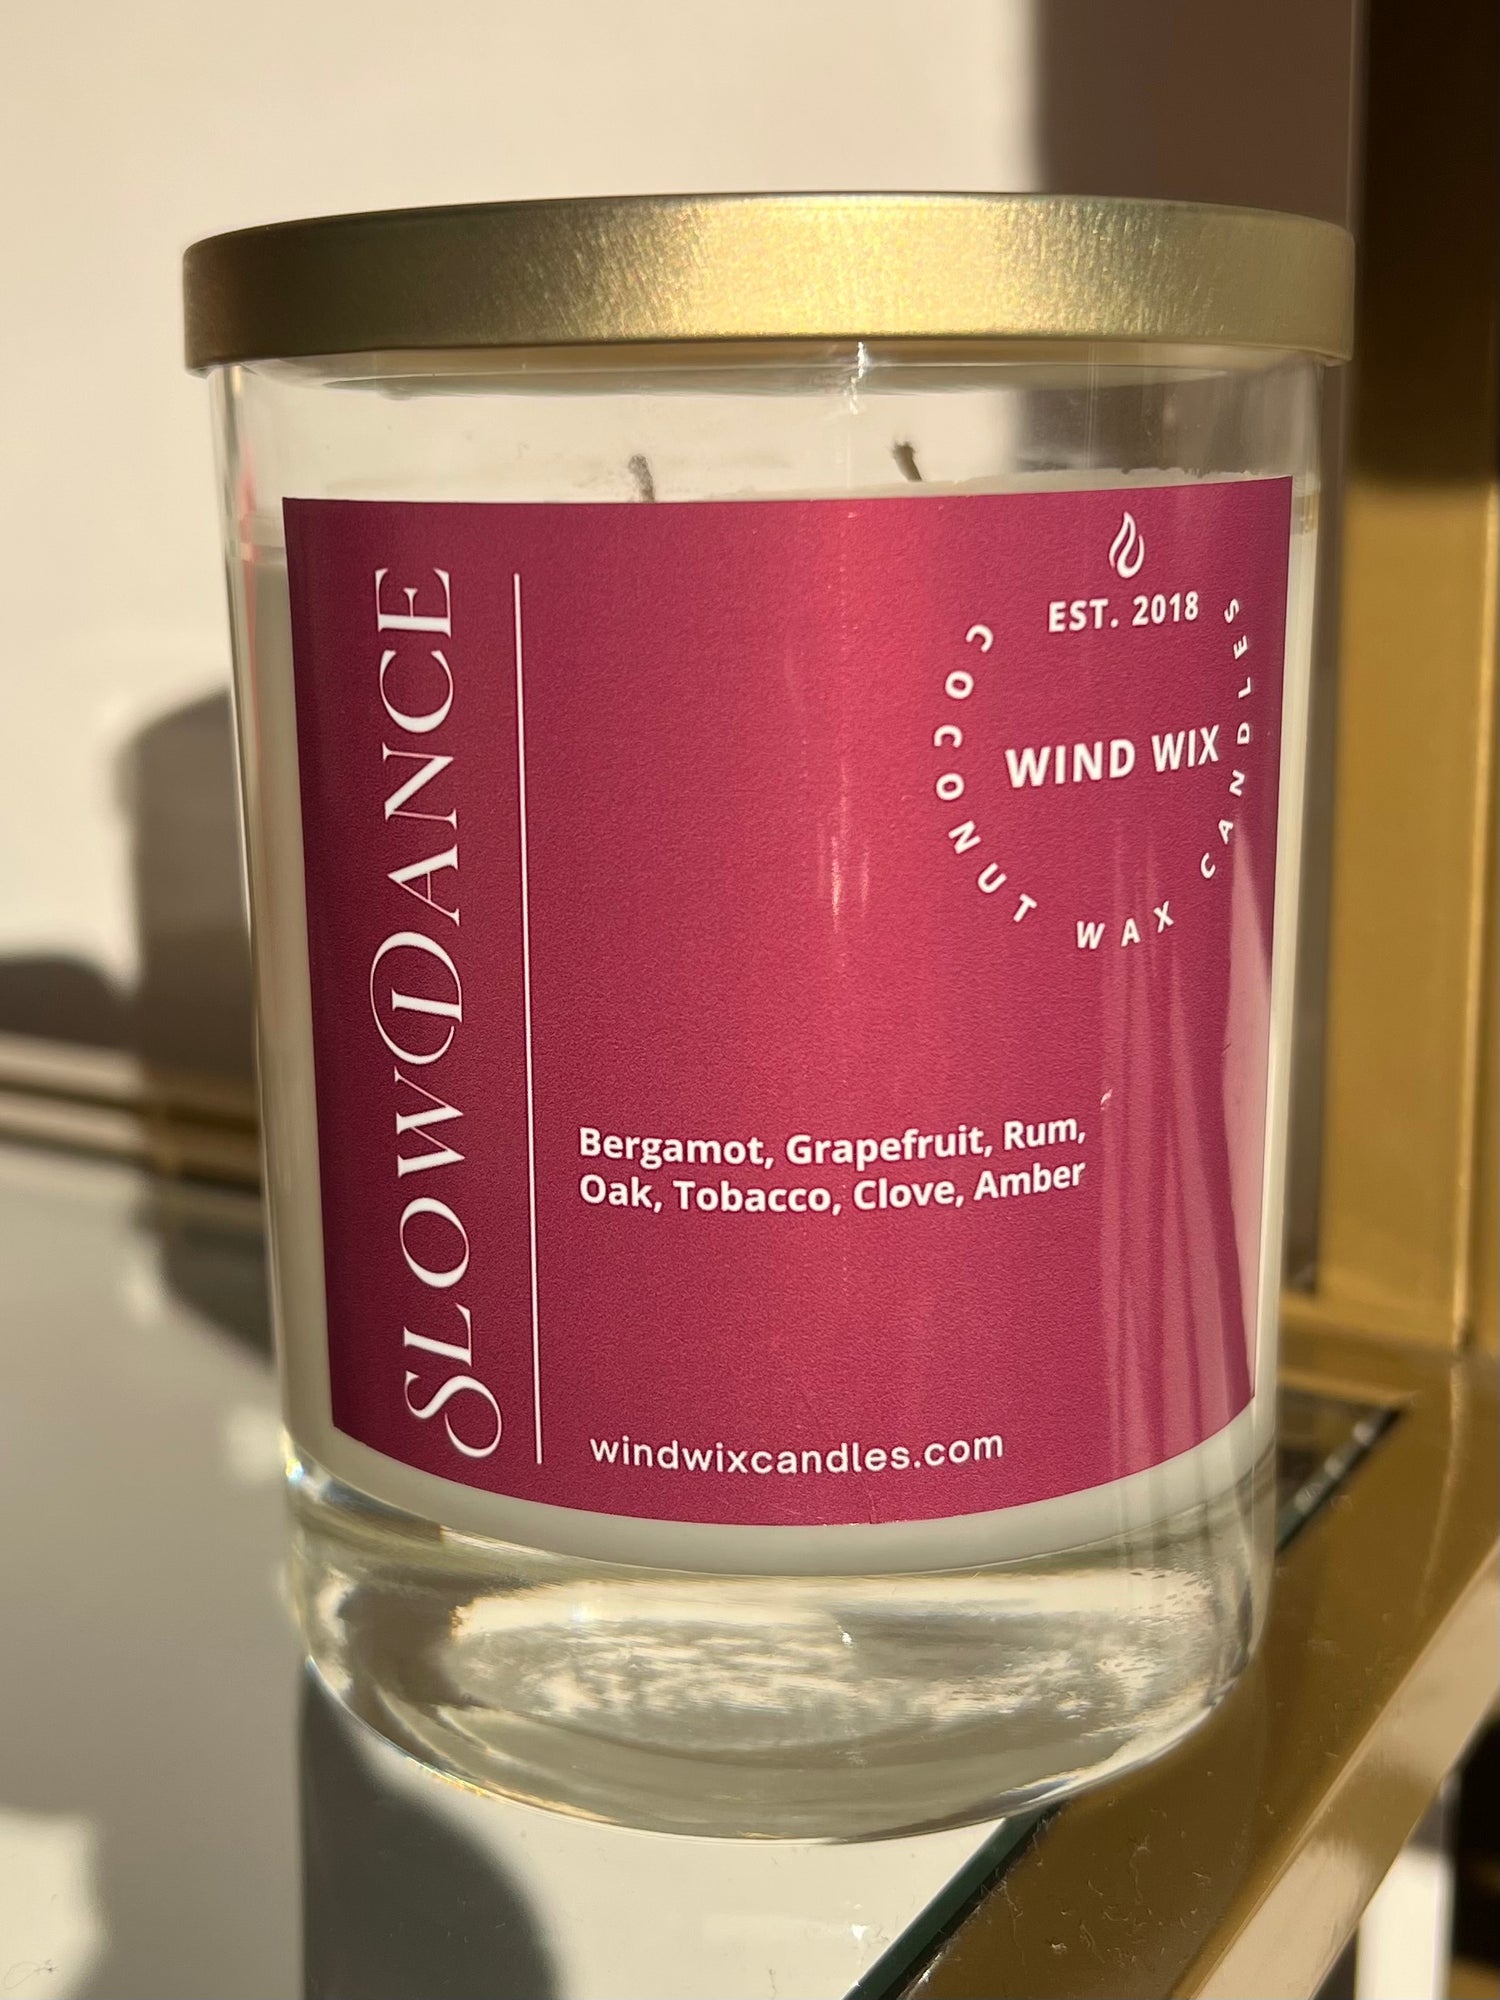 SLOWDANCE
EST. 2018
WIND WIX
COCONUT WAX CANDLES
Bergamot, Grapefruit, Rum,
Oak, Tobacco, Clove, Amber
windwixcandles.com